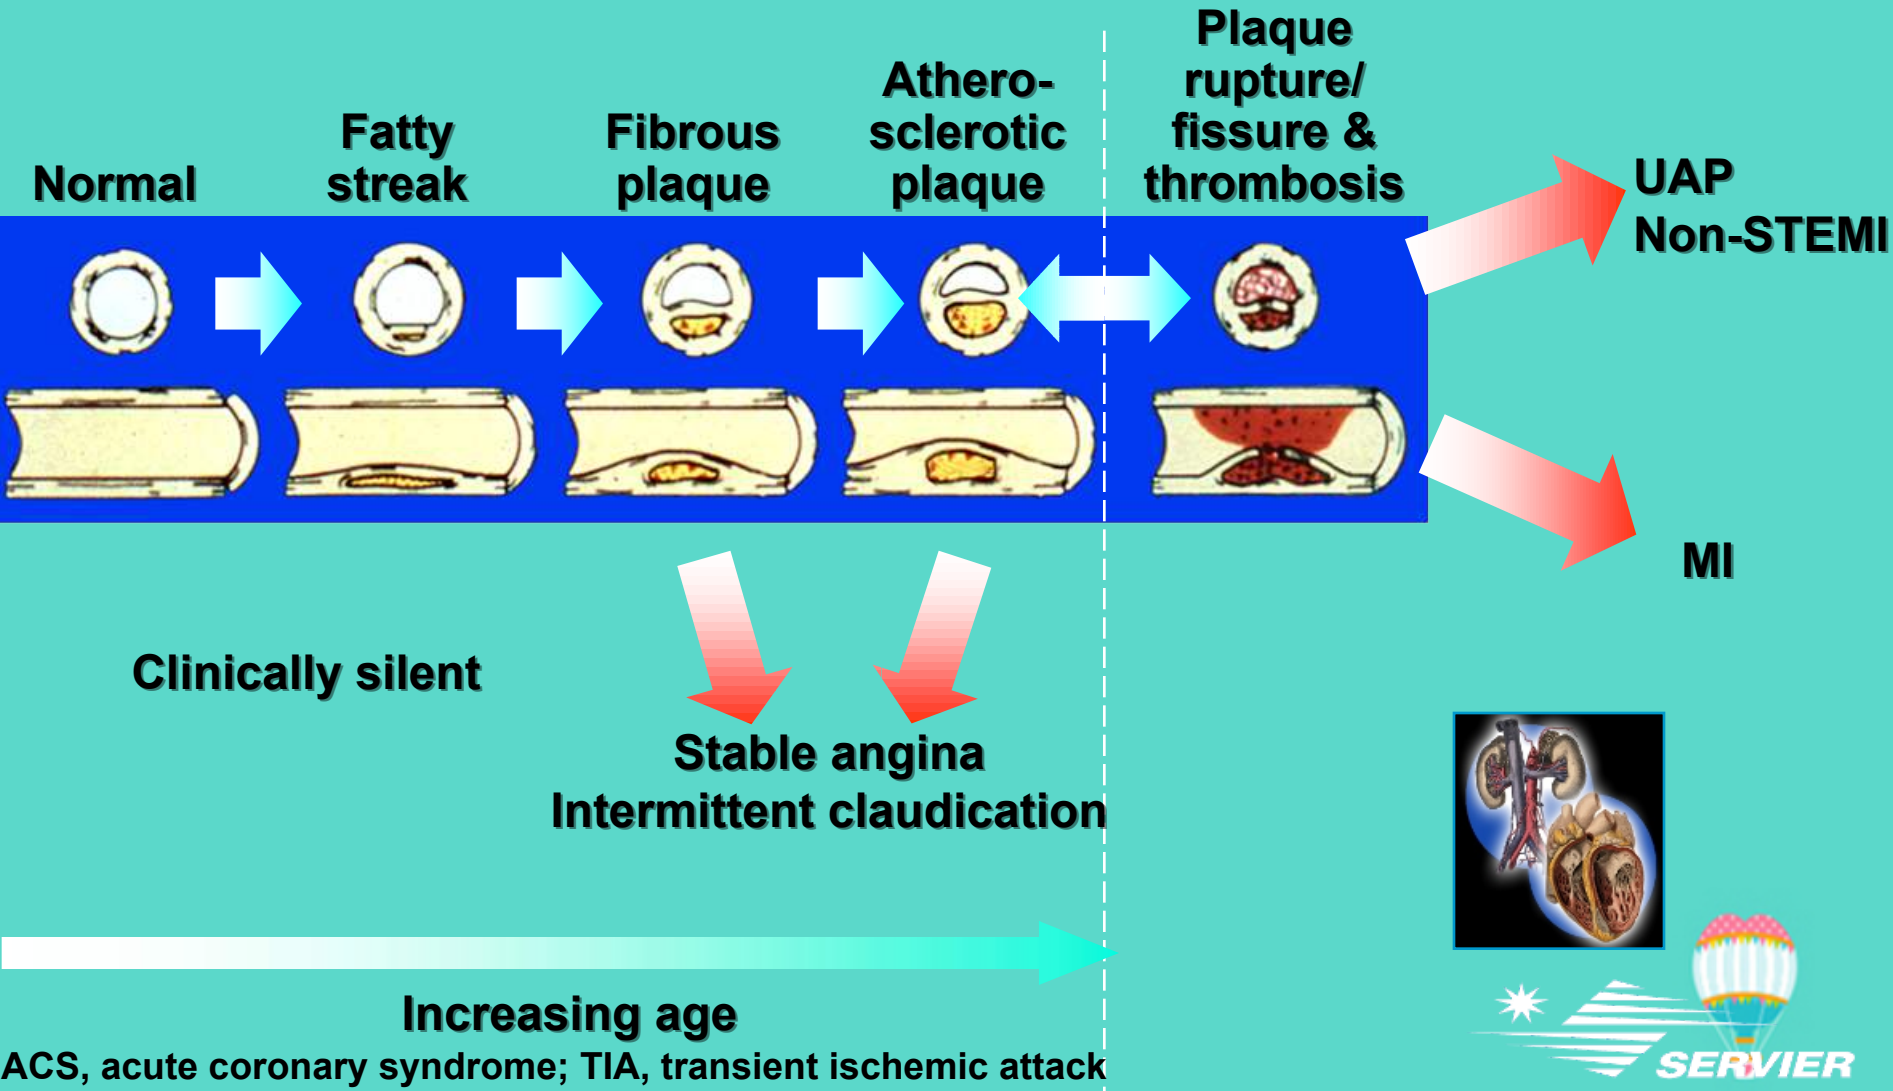 Normal
Fatty
streak
Fibrous
plaque
Athero-
sclerotic
plaque
Plaque
rupture/
fissure &
thrombosis
UAP
Non-STEMI
MI
Clinically silent
Stable angina
Intermittent claudication
Increasing age
ACS, acute coronary syndrome; TIA, transient ischemic attack
SERVIER